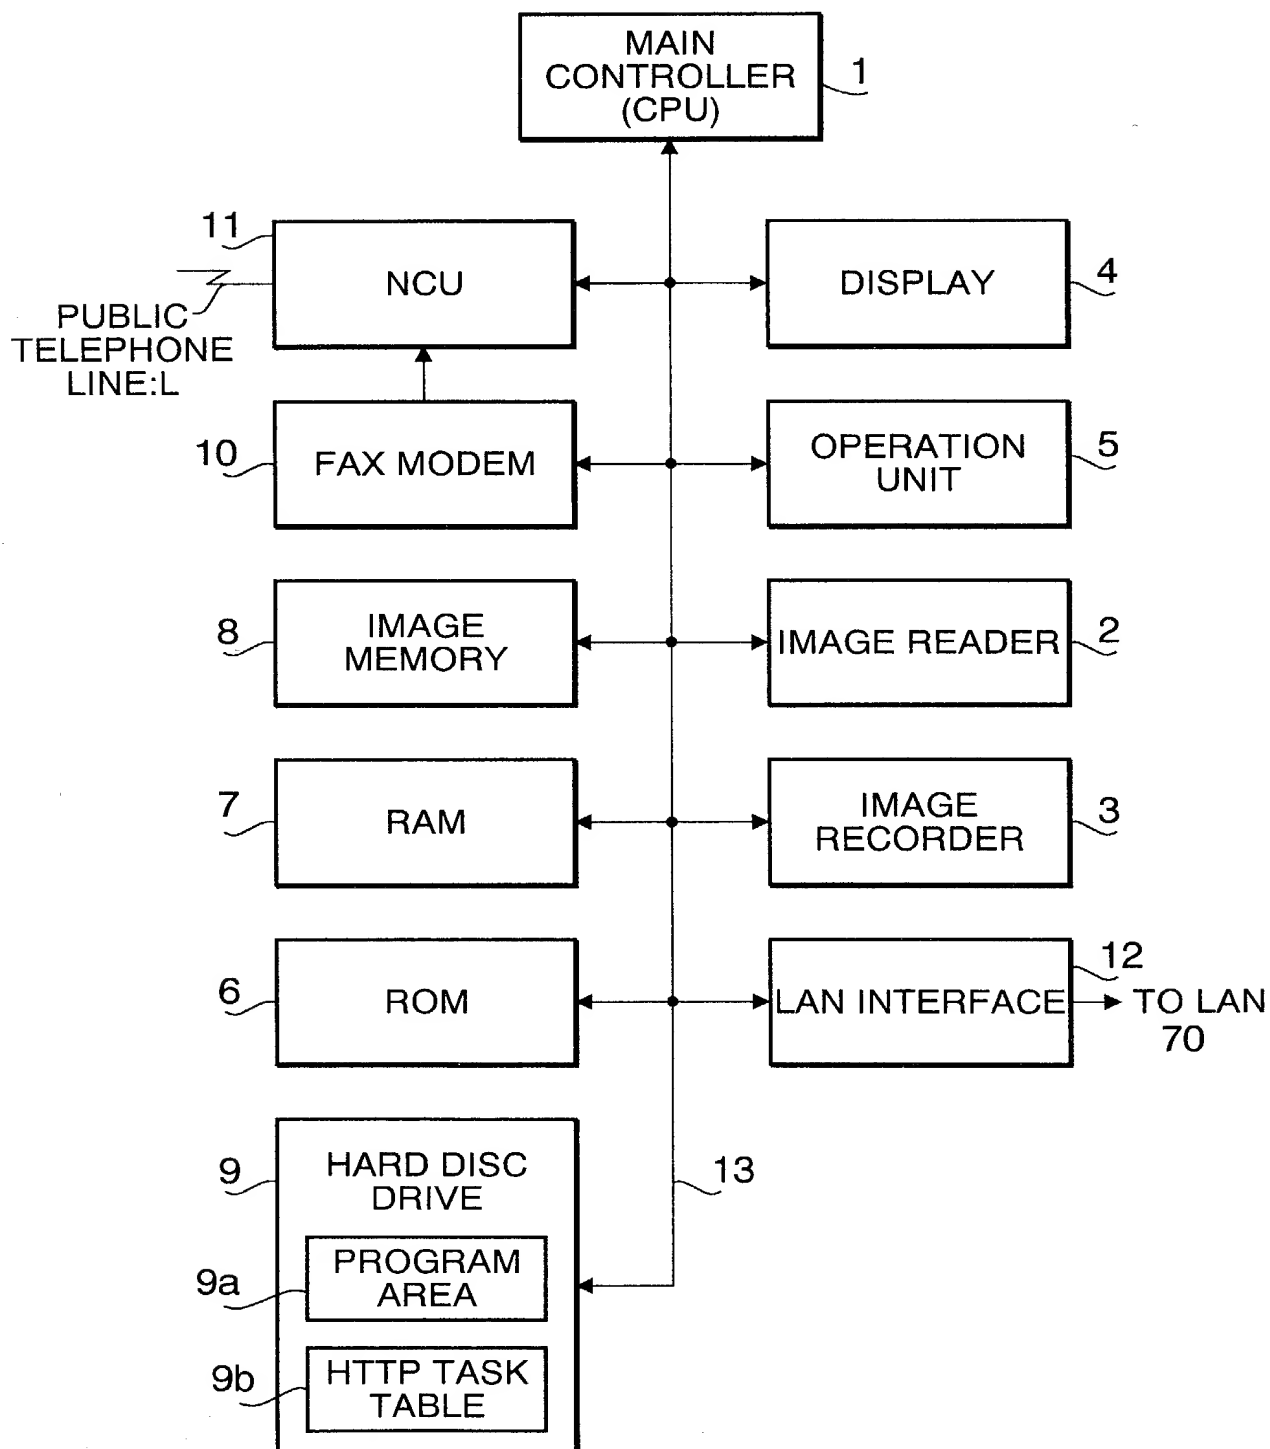 MAIN
CONTROLLER
(CPU)
1
11
NCU
DISPLAY
4
PUBLIC
TELEPHONE
LINE:L
10
FAX MODEM
OPERATION
UNIT
5
8
IMAGE
MEMORY
IMAGE READER
2
7
RAM
IMAGE
RECORDER
3
6
ROM
LAN INTERFACE
12
TO LAN
70
9
HARD DISC
DRIVE
13
9a
PROGRAM
AREA
9b
HTTP TASK
TABLE